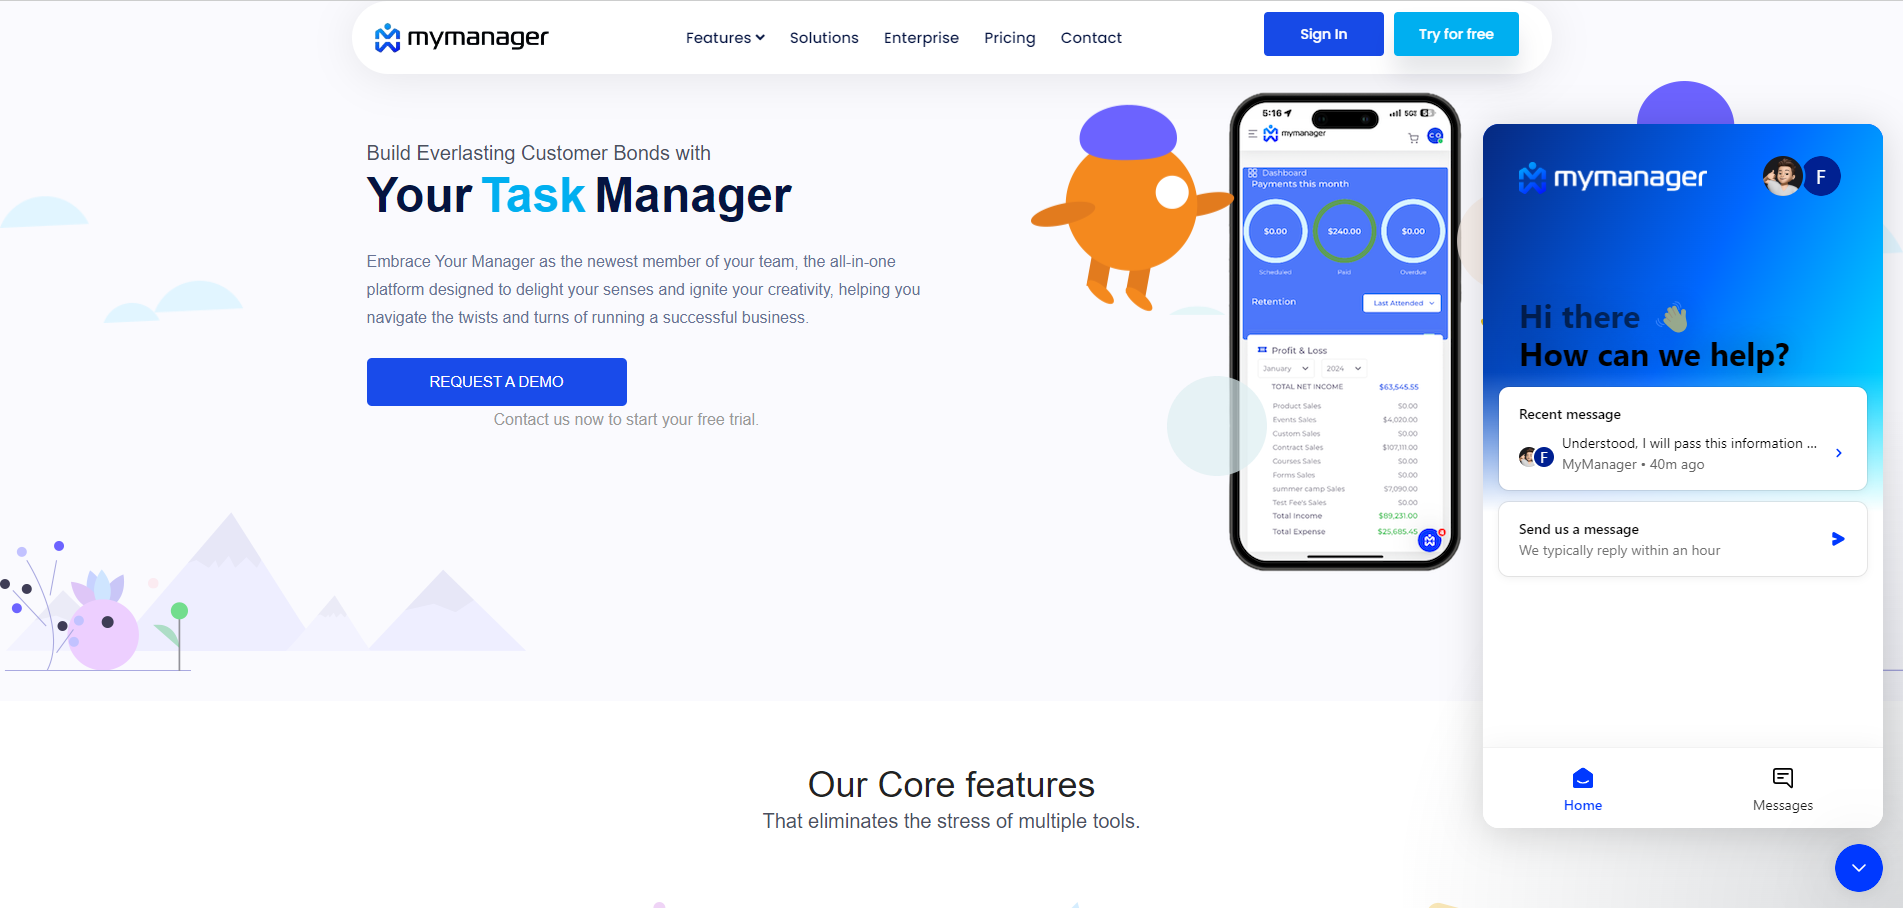 mymanager
Features
Solutions
Enterprise
Pricing
Contact
Sign In
Try for free
Build Everlasting Customer Bonds with
Your Task Manager
Embrace Your Manager as the newest member of your team, the all-in-one
platform designed to delight your senses and ignite your creativity, helping you
navigate the twists and turns of running a successful business.
REQUEST A DEMO
Contact us now to start your free trial.
5:16
mymanager
Dashboard
Payments this month
$0.00 $240.00 $0.00
Scheduled Paid Overdue
Retention
Last Attended
Profit & Loss
January 2024
TOTAL NET INCOME $63,545.55
Product Sales $0.00
Events Sales $4,020.00
Custom Sales $0.00
Contract Sales $107,111.00
Courses Sales $0.00
Forms Sales $0.00
summer camp Sales $7,090.00
Test Fee's Sales $0.00
Total Income $89,231.00
Total Expense $25,685.45
mymanager
F
Hi there 👋
How can we help?
Recent message
Understood, I will pass this information ...
F
MyManager • 40m ago
Send us a message
We typically reply within an hour
Home
Messages
Our Core features
That eliminates the stress of multiple tools.